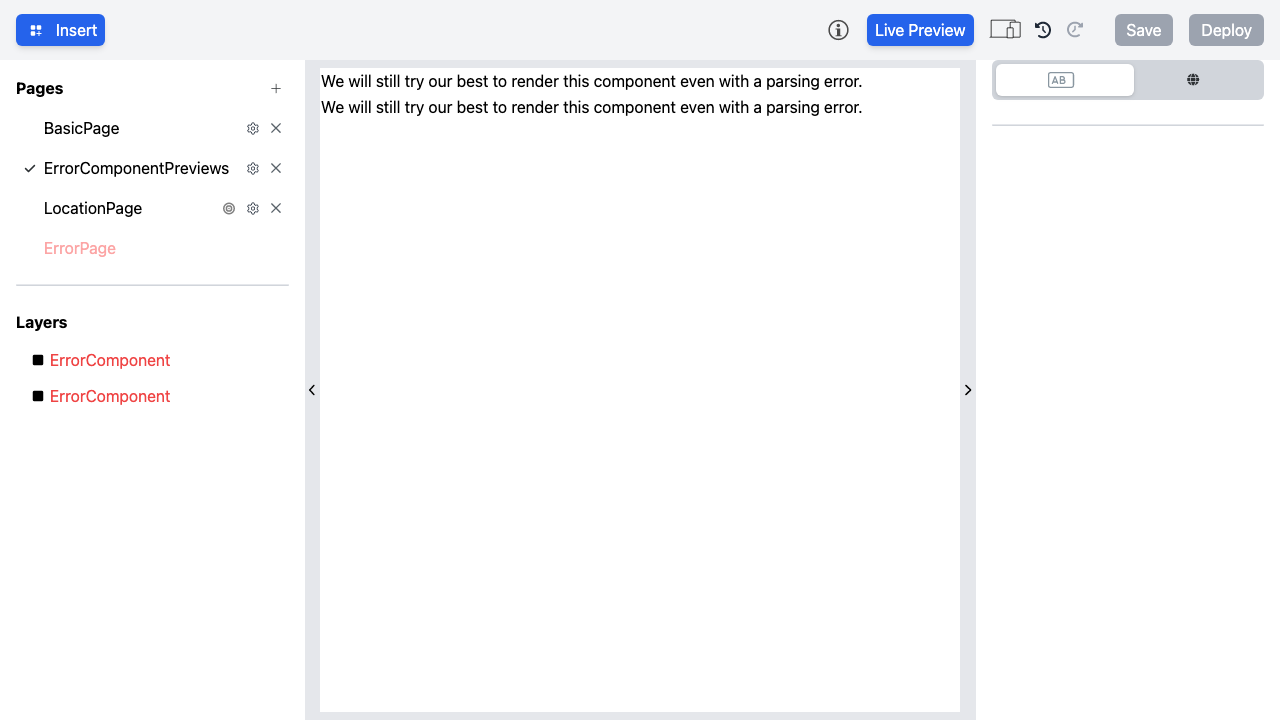 Insert
Live Preview
Save
Deploy
Pages
BasicPage
ErrorComponentPreviews
LocationPage
ErrorPage
Layers
ErrorComponent
ErrorComponent
We will still try our best to render this component even with a parsing error.
We will still try our best to render this component even with a parsing error.
AB